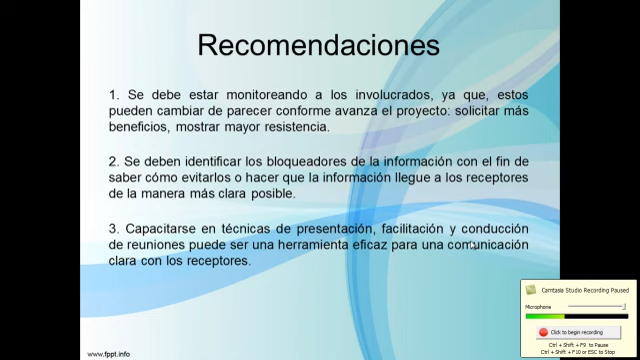 Recomendaciones
1. Se debe estar monitoreando a los involucrados, ya que, estos
pueden cambiar de parecer conforme avanza el proyecto: solicitar más
beneficios, mostrar mayor resistencia.
2. Se deben identificar los bloqueadores de la información con el fin de
saber cómo evitarlos o hacer que la información llegue a los receptores
de la manera más clara posible.
3. Capacitarse en técnicas de presentación, facilitación y conducción
de reuniones puede ser una herramienta eficaz para una comunicación
clara con los receptores.
www.fppt.info
Camtasia Studio Recording Paused
Microphone
Click to begin recording
Ctrl + Shift + F9 to Pause
Ctrl + Shift + F10 or ESC to Stop